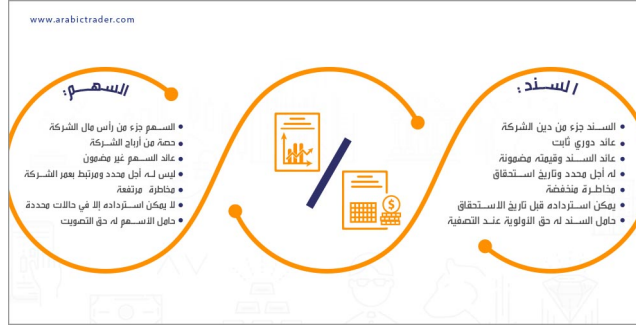 www.arabictrader.com
السند:
السند جزء من دين الشركة
عائد دوري ثابت
عائد السند وقيمته مضمونة
له أجل محدد وتاريخ استحقاق
مخاطرة منخفضة
يمكن استرداده قبل تاريخ الاستحقاق
حامل السند له حق الأولوية عند التصفية
السهم:
السهم جزء من رأس مال الشركة
حصة من أرباح الشركة
عائد السهم غير مضمون
ليس له أجل محدد ومرتبط بعمر الشركة
مخاطرة مرتفعة
لا يمكن استرداده إلا في حالات محددة
حامل الأسهم له حق التصويت